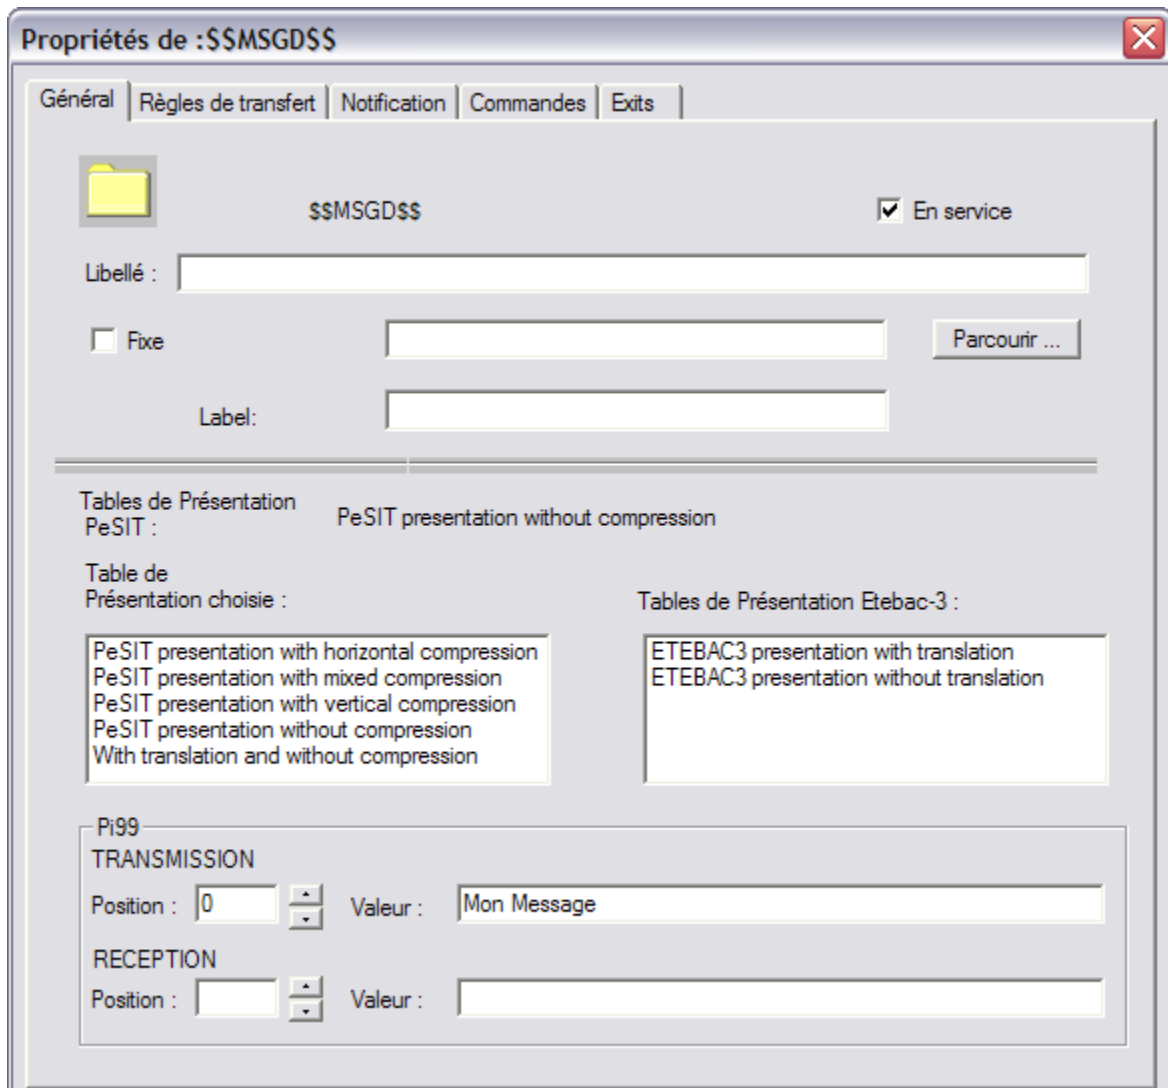 Propriétés de :$$MSGD$$
Général Règles de transfert Notification Commandes Exits
$$MSGD$$ En service
Libellé :
Fixe Parcourir ...
Label:
Tables de Présentation
PeSIT : PeSIT presentation without compression
Table de
Présentation choisie : Tables de Présentation Etebac-3 :
PeSIT presentation with horizontal compression ETEBAC3 presentation with translation
PeSIT presentation with mixed compression ETEBAC3 presentation without translation
PeSIT presentation with vertical compression
PeSIT presentation without compression
With translation and without compression
Pi99
TRANSMISSION
Position : 0 Valeur : Mon Message
RECEPTION
Position : Valeur :